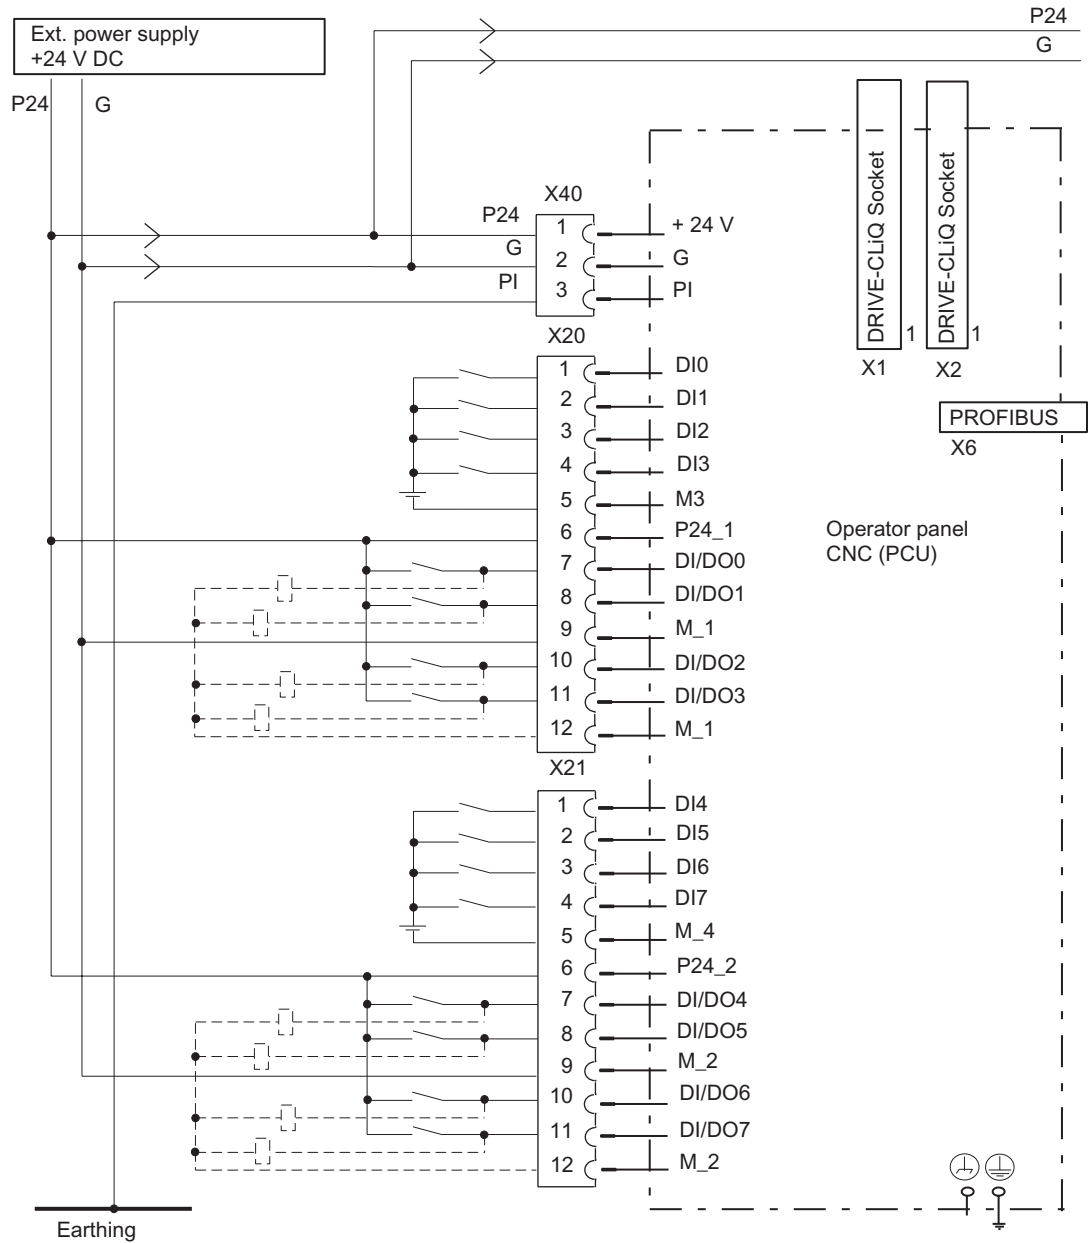 P24
G
Ext. power supply
+24 V DC
P24
G
DRIVE-CLiQ Socket
1
X1
DRIVE-CLiQ Socket
1
X2
X40
P24
1
+ 24 V
G
2
G
PI
3
PI
X20
1
DI0
2
DI1
3
DI2
4
DI3
5
M3
6
P24_1
7
DI/DO0
8
DI/DO1
9
M_1
10
DI/DO2
11
DI/DO3
12
M_1
PROFIBUS
X6
Operator panel
CNC (PCU)
X21
1
DI4
2
DI5
3
DI6
4
DI7
5
M_4
6
P24_2
7
DI/DO4
8
DI/DO5
9
M_2
10
DI/DO6
11
DI/DO7
12
M_2
Earthing